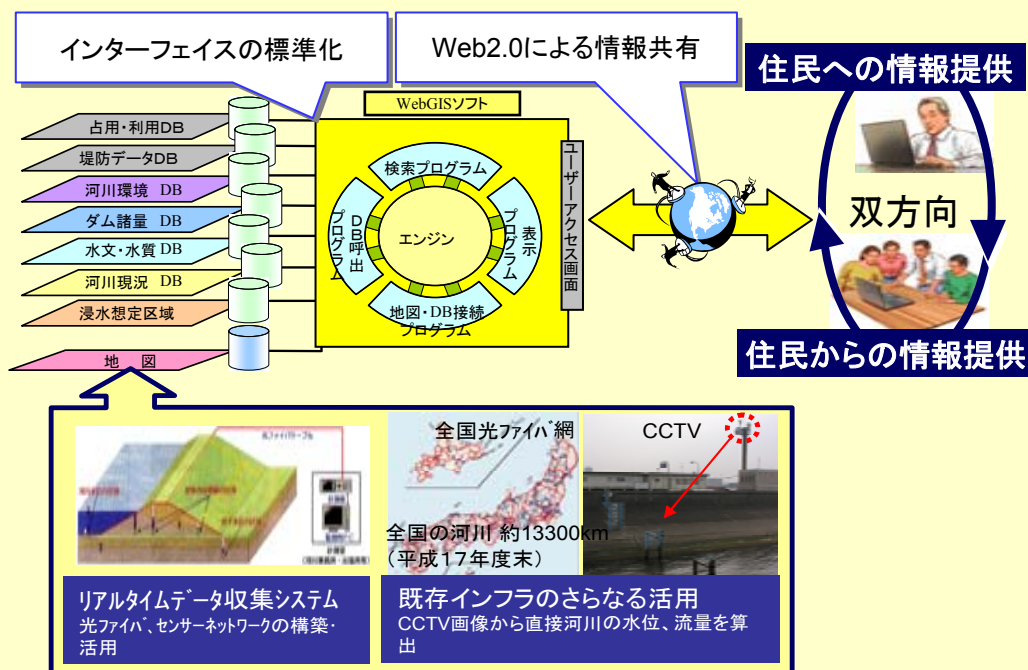 インターフェイスの標準化
Web2.0による情報共有
住民への情報提供
WebGISソフト
占用・利用DB
堤防データDB
河川環境 DB
ダム諸量 DB
水文・水質 DB
河川現況 DB
浸水想定区域
地 図
検索プログラム
DB呼出
プログラム
エンジン
表示
プログラム
地図・DB接続
プログラム
ユーザーアクセス画面
双方向
住民からの情報提供
光ファイバケーブル
全国光ファイバ網
CCTV
全国の河川 約13300km
(平成17年度末)
リアルタイムデータ収集システム
光ファイバ、センサーネットワークの構築・
活用
既存インフラのさらなる活用
CCTV画像から直接河川の水位、流量を算
出